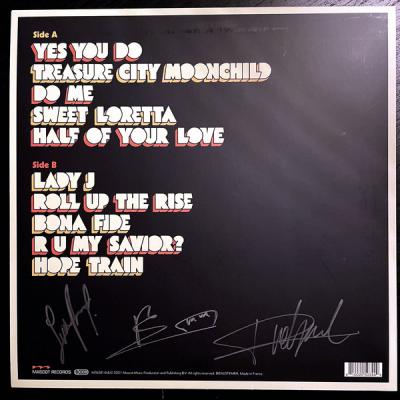 Side A
YES YOU DO
TREASURE CITY MOONCHILD
DO ME
SWEET LORETTA
HALF OF YOUR LOVE
Side B
LADY J
ROLL UP THE RISE
BONA FIDE
R U MY SAVIOR?
HOPE TRAIN
MASCOT RECORDS